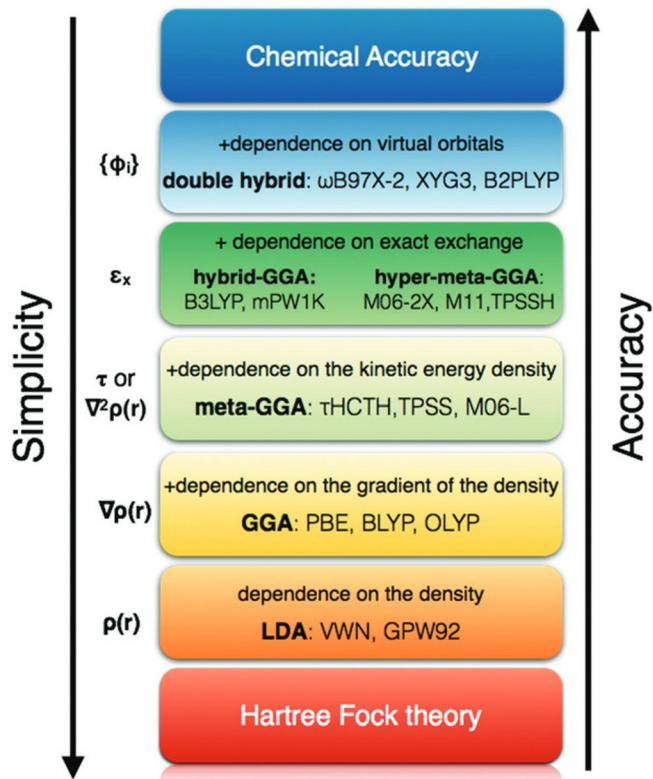 Simplicity
Accuracy
Chemical Accuracy
{ϕᵢ}
+dependence on virtual orbitals
double hybrid: ωB97X-2, XYG3, B2PLYP
εₓ
+ dependence on exact exchange
hybrid-GGA: hyper-meta-GGA:
B3LYP, mPW1K M06-2X, M11,TPSSH
τ or
∇²ρ(r)
+dependence on the kinetic energy density
meta-GGA: τHCTH,TPSS, M06-L
∇ρ(r)
+dependence on the gradient of the density
GGA: PBE, BLYP, OLYP
ρ(r)
dependence on the density
LDA: VWN, GPW92
Hartree Fock theory